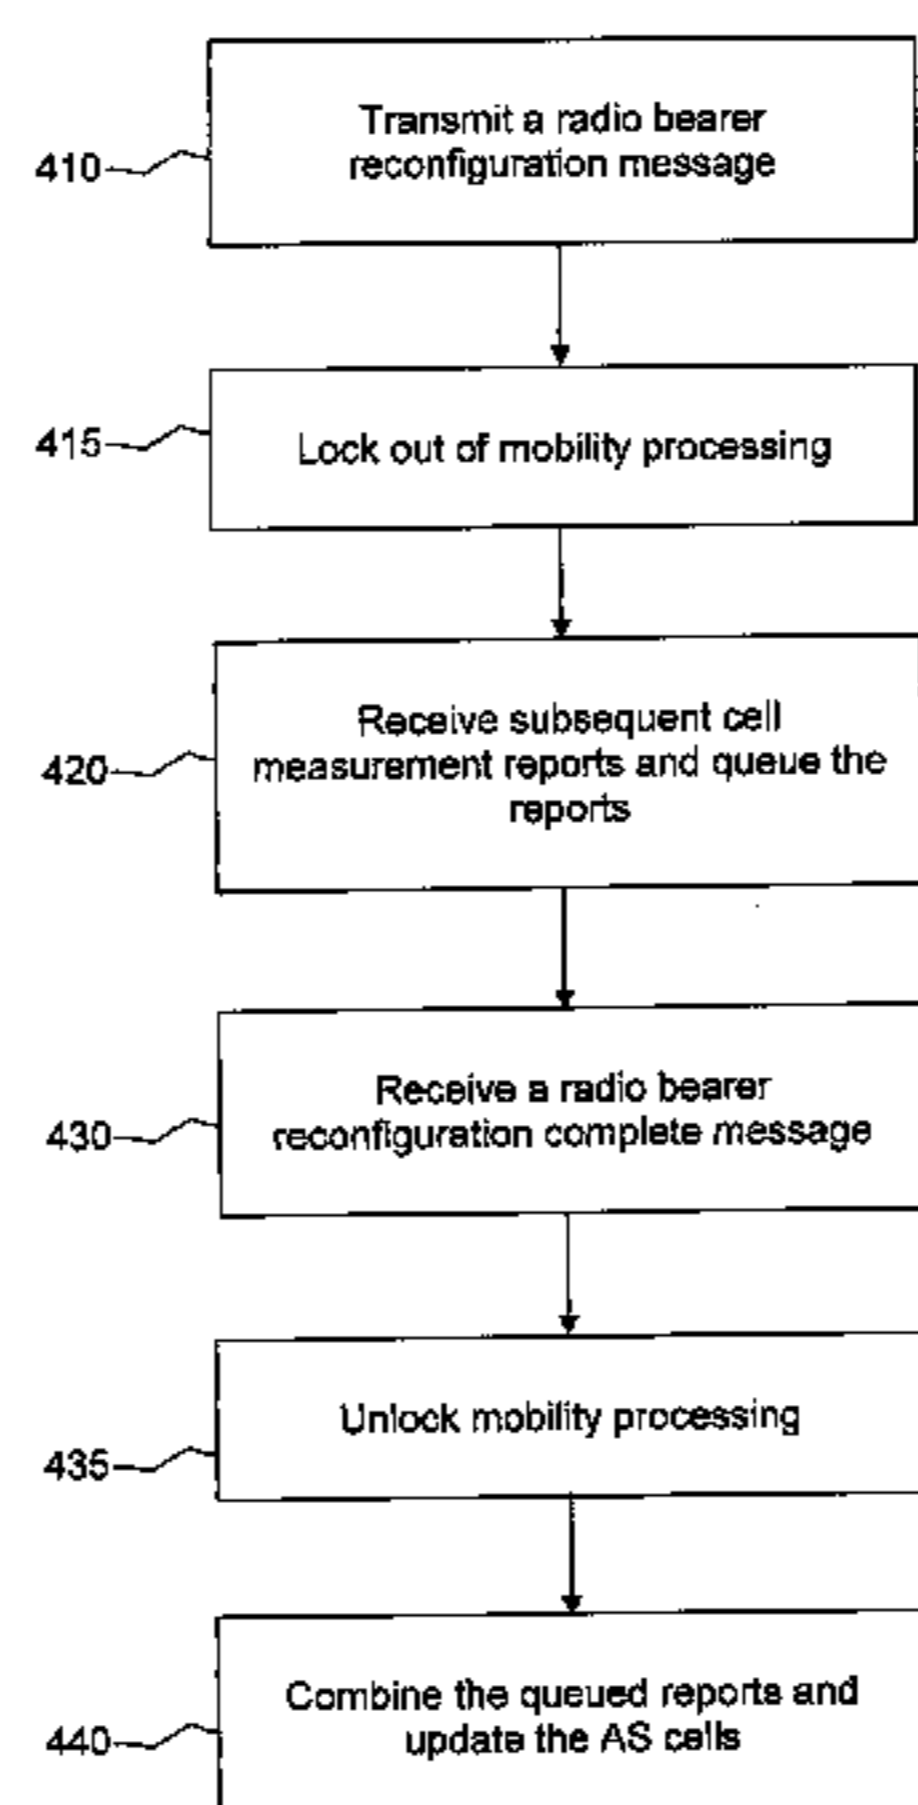 Transmit a radio bearer
reconfiguration message
410
Lock out of mobility processing
415
Receive subsequent cell
measurement reports and queue the
reports
420
Receive a radio bearer
reconfiguration complete message
430
Unlock mobility processing
435
Combine the queued reports and
update the AS cells
440